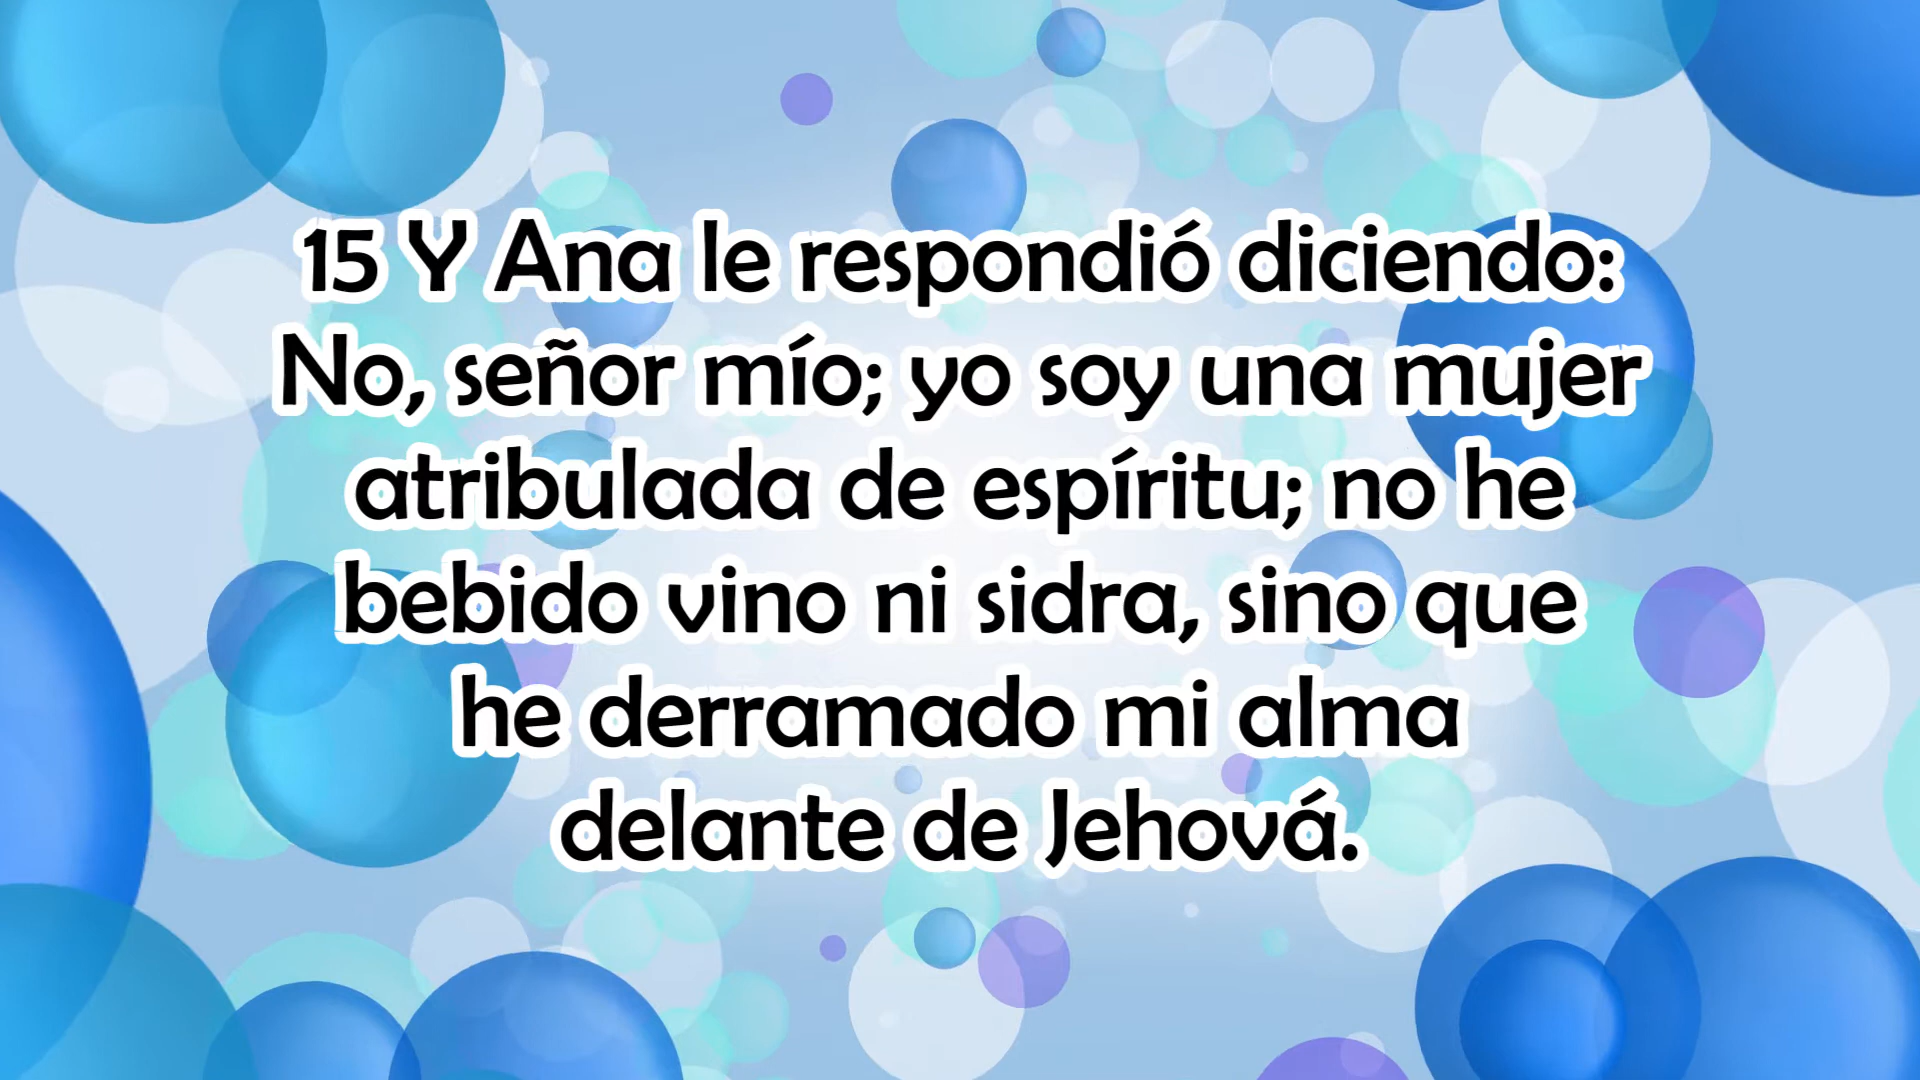 15 Y Ana le respondió diciendo:
No, señor mío; yo soy una mujer
atribulada de espíritu; no he
bebido vino ni sidra, sino que
he derramado mi alma
delante de Jehová.